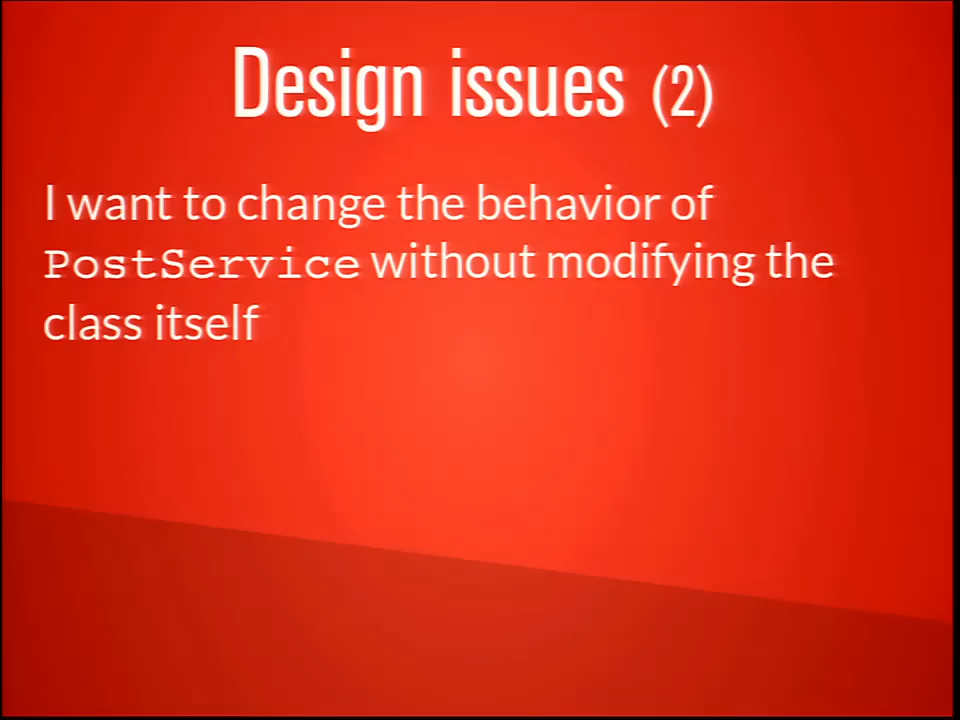 Design issues (2)
I want to change the behavior of
PostService without modifying the
class itself